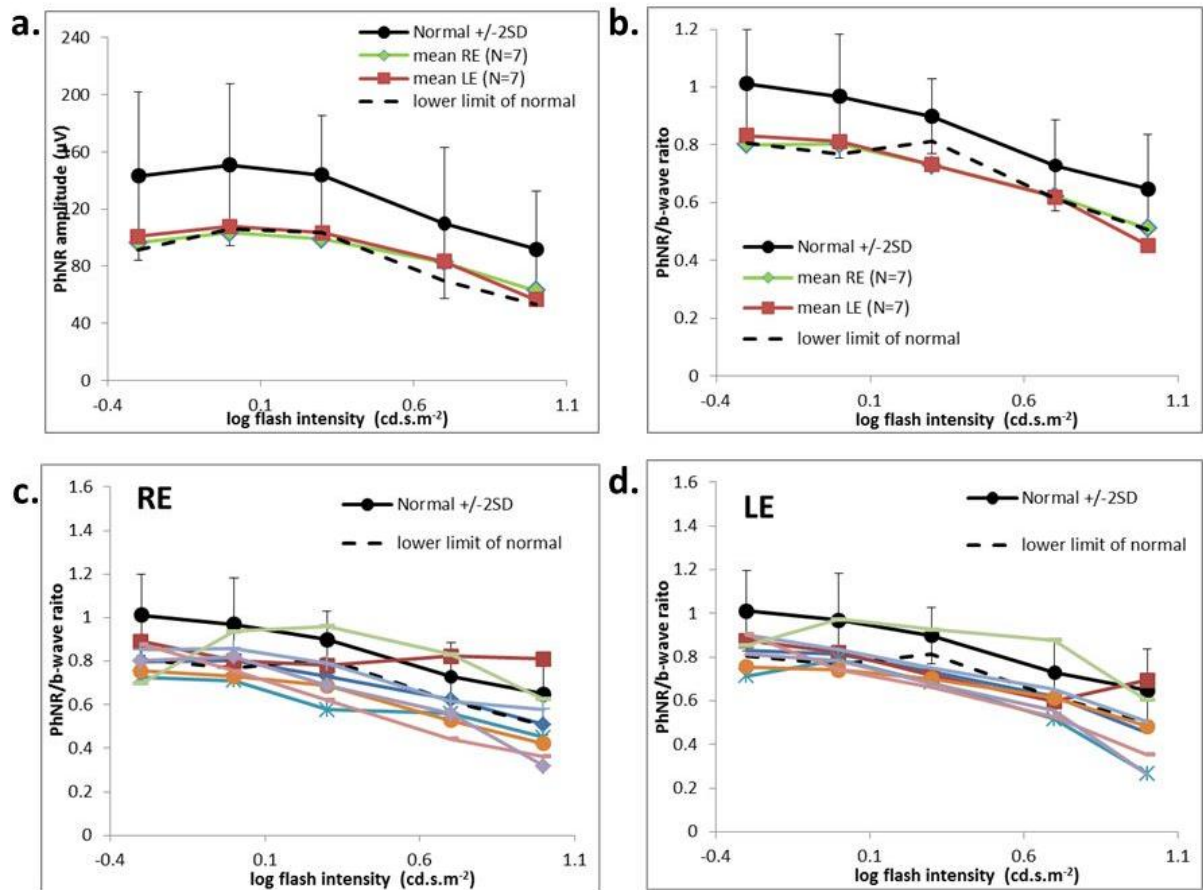 a.
Normal +/-2SD
mean RE (N=7)
mean LE (N=7)
lower limit of normal
PhNR amplitude (µV)
240
200
160
120
80
40
0
-0.4
0.1
0.6
1.1
log flash intensity (cd.s.m⁻²)
b.
PhNR/b-wave raito
1.2
1
0.8
0.6
0.4
0.2
0
Normal +/-2SD
mean RE (N=7)
mean LE (N=7)
lower limit of normal
-0.4
0.1
0.6
1.1
log flash intensity (cd.s.m⁻²)
c.
RE
Normal +/-2SD
lower limit of normal
PhNR/b-wave raito
1.6
1.4
1.2
1
0.8
0.6
0.4
0.2
0
-0.4
0.1
0.6
1.1
log flash intensity (cd.s.m⁻²)
d.
LE
Normal +/-2SD
lower limit of normal
PhNR/b-wave raito
1.6
1.4
1.2
1
0.8
0.6
0.4
0.2
0
-0.4
0.1
0.6
1.1
log flash intensity (cd.s.m⁻²)